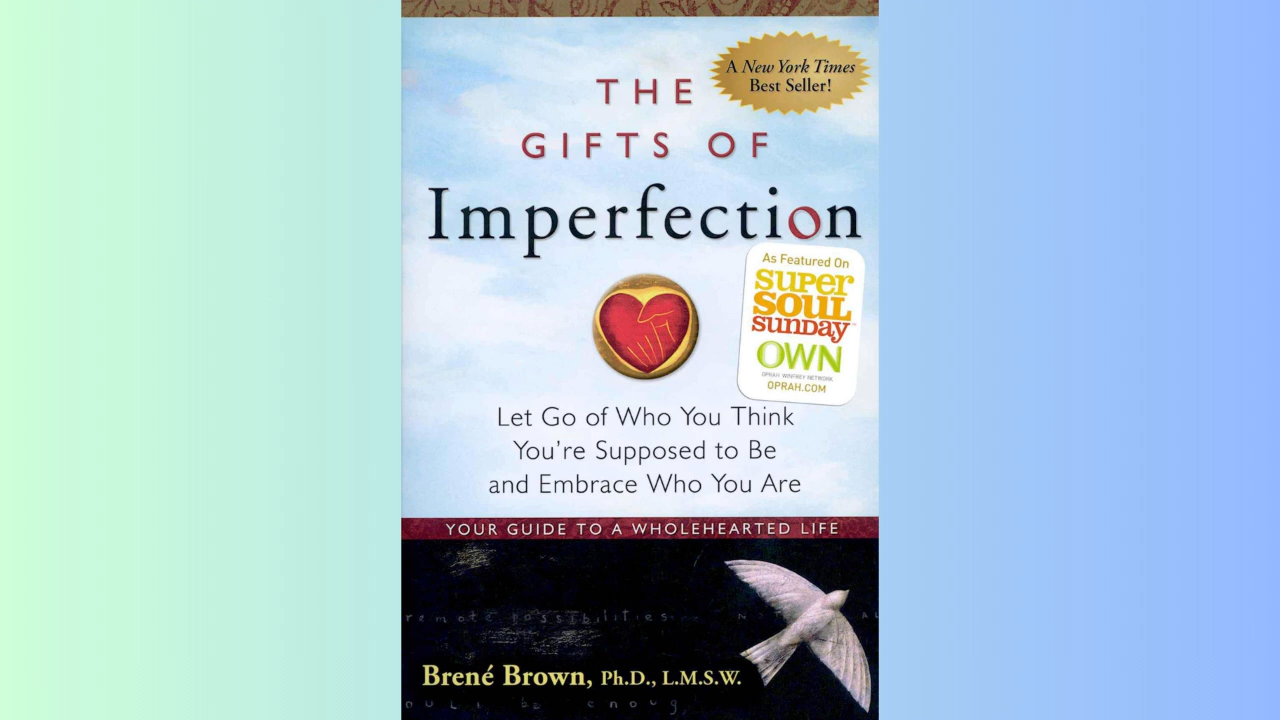 A New York Times
Best Seller!
THE
GIFTS OF
Imperfection
As Featured On
SUPER
SOUL
SUNDAY™
OWN
OPRAH WINFREY NETWORK
OPRAH.COM
Let Go of Who You Think
You're Supposed to Be
and Embrace Who You Are
YOUR GUIDE TO A WHOLEHEARTED LIFE
remote possibilities
Brené Brown, Ph.D., L.M.S.W.